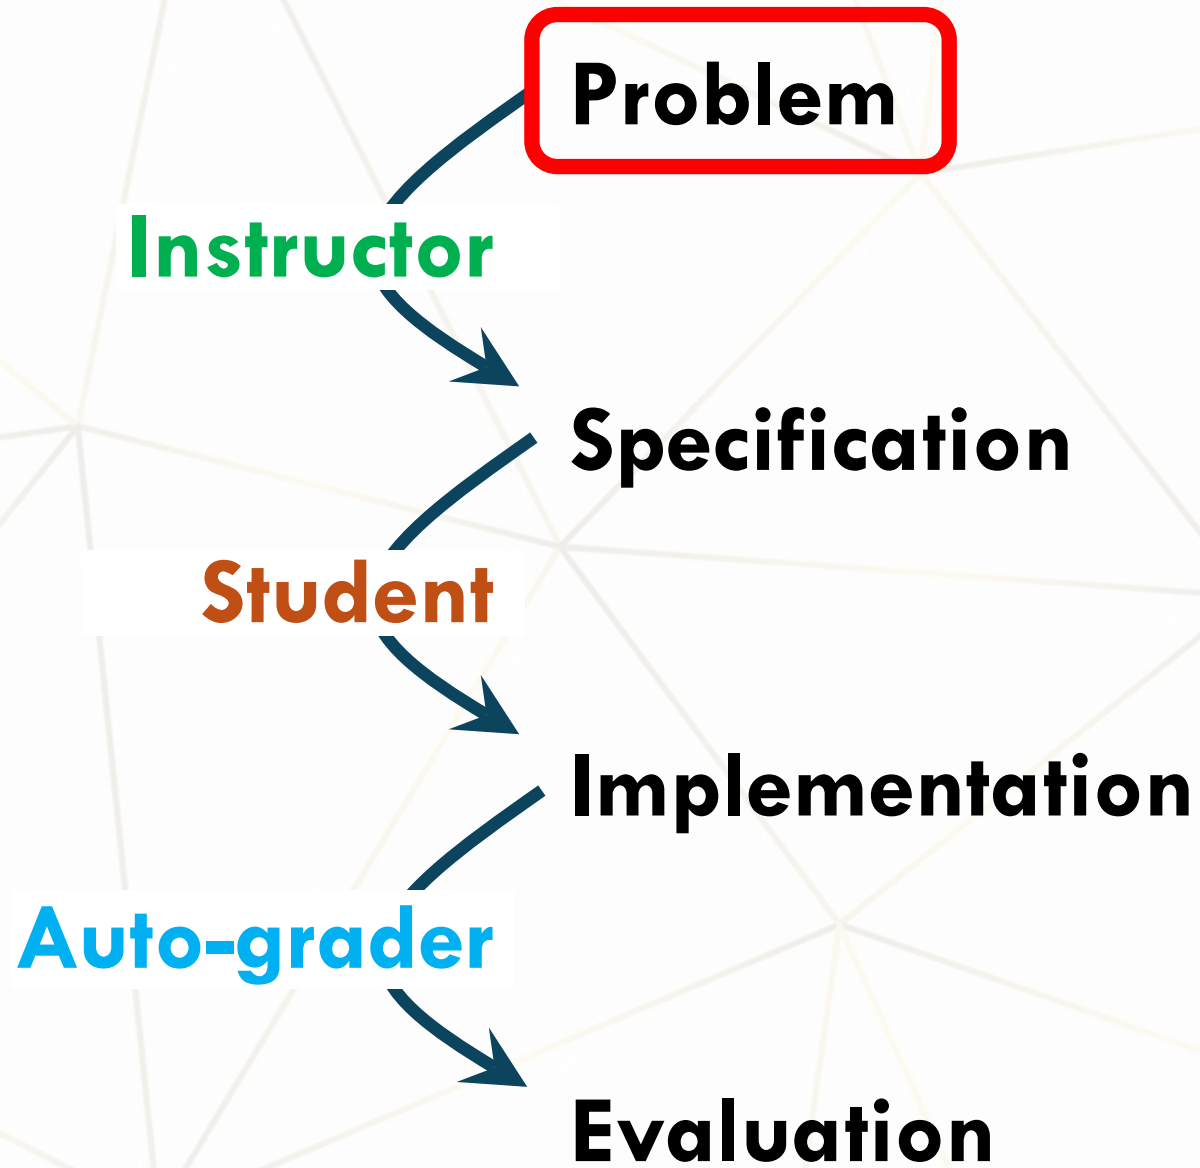 Problem
Instructor
Specification
Student
Implementation
Auto-grader
Evaluation